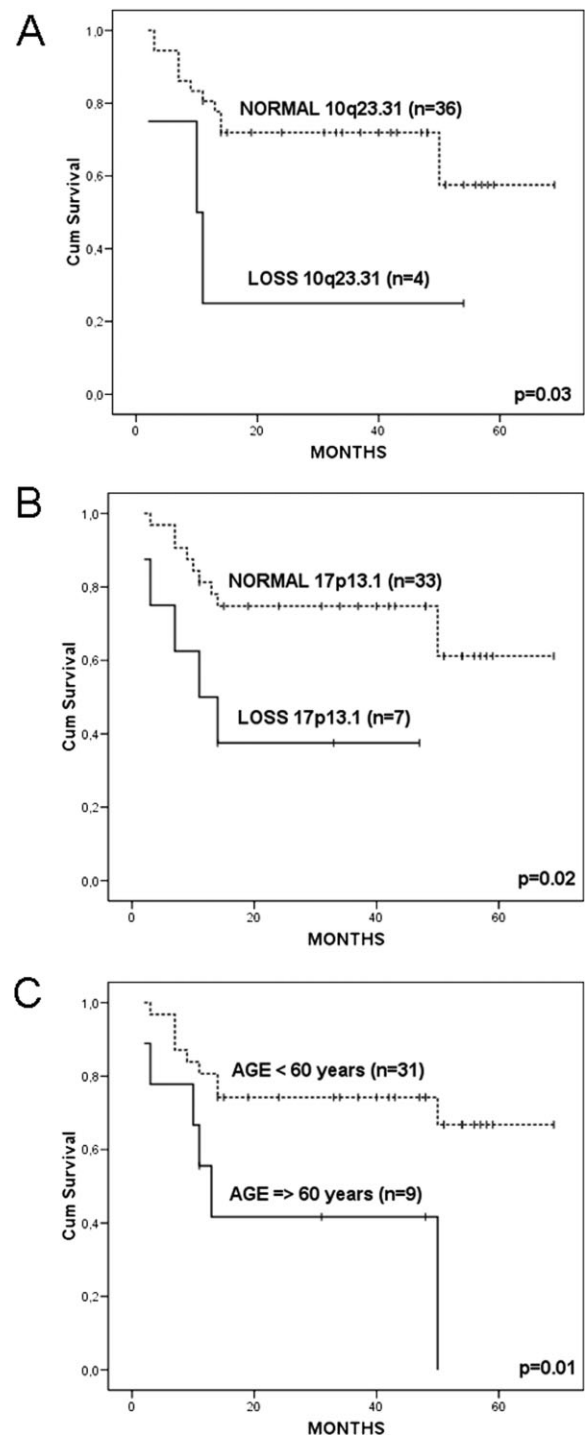 A
Cum Survival
1,0
0,8
0,6
0,4
0,2
0,0
NORMAL 10q23.31 (n=36)
LOSS 10q23.31 (n=4)
p=0.03
0 20 40 60
MONTHS
B
Cum Survival
1,0
0,8
0,6
0,4
0,2
0,0
NORMAL 17p13.1 (n=33)
LOSS 17p13.1 (n=7)
p=0.02
0 20 40 60
MONTHS
C
Cum Survival
1,0
0,8
0,6
0,4
0,2
0,0
AGE < 60 years (n=31)
AGE => 60 years (n=9)
p=0.01
0 20 40 60
MONTHS